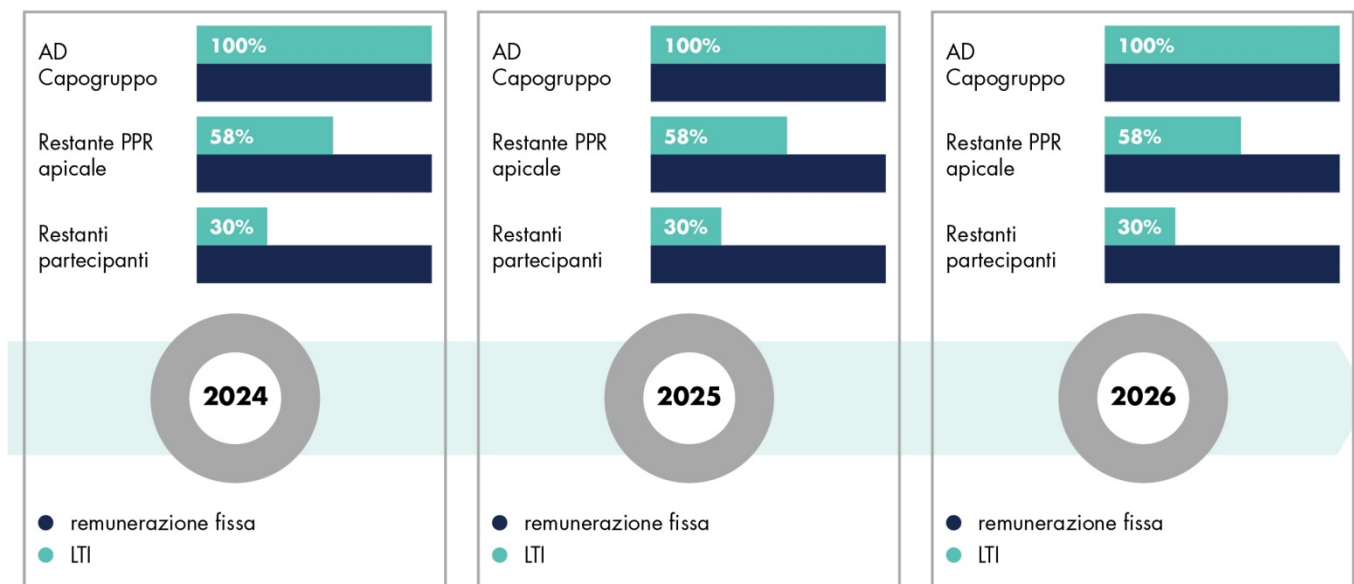 100%
AD
Capogruppo
58%
Restante PPR
apicale
30%
Restanti
partecipanti
2024
remunerazione fissa
LTI
100%
AD
Capogruppo
58%
Restante PPR
apicale
30%
Restanti
partecipanti
2025
remunerazione fissa
LTI
100%
AD
Capogruppo
58%
Restante PPR
apicale
30%
Restanti
partecipanti
2026
remunerazione fissa
LTI